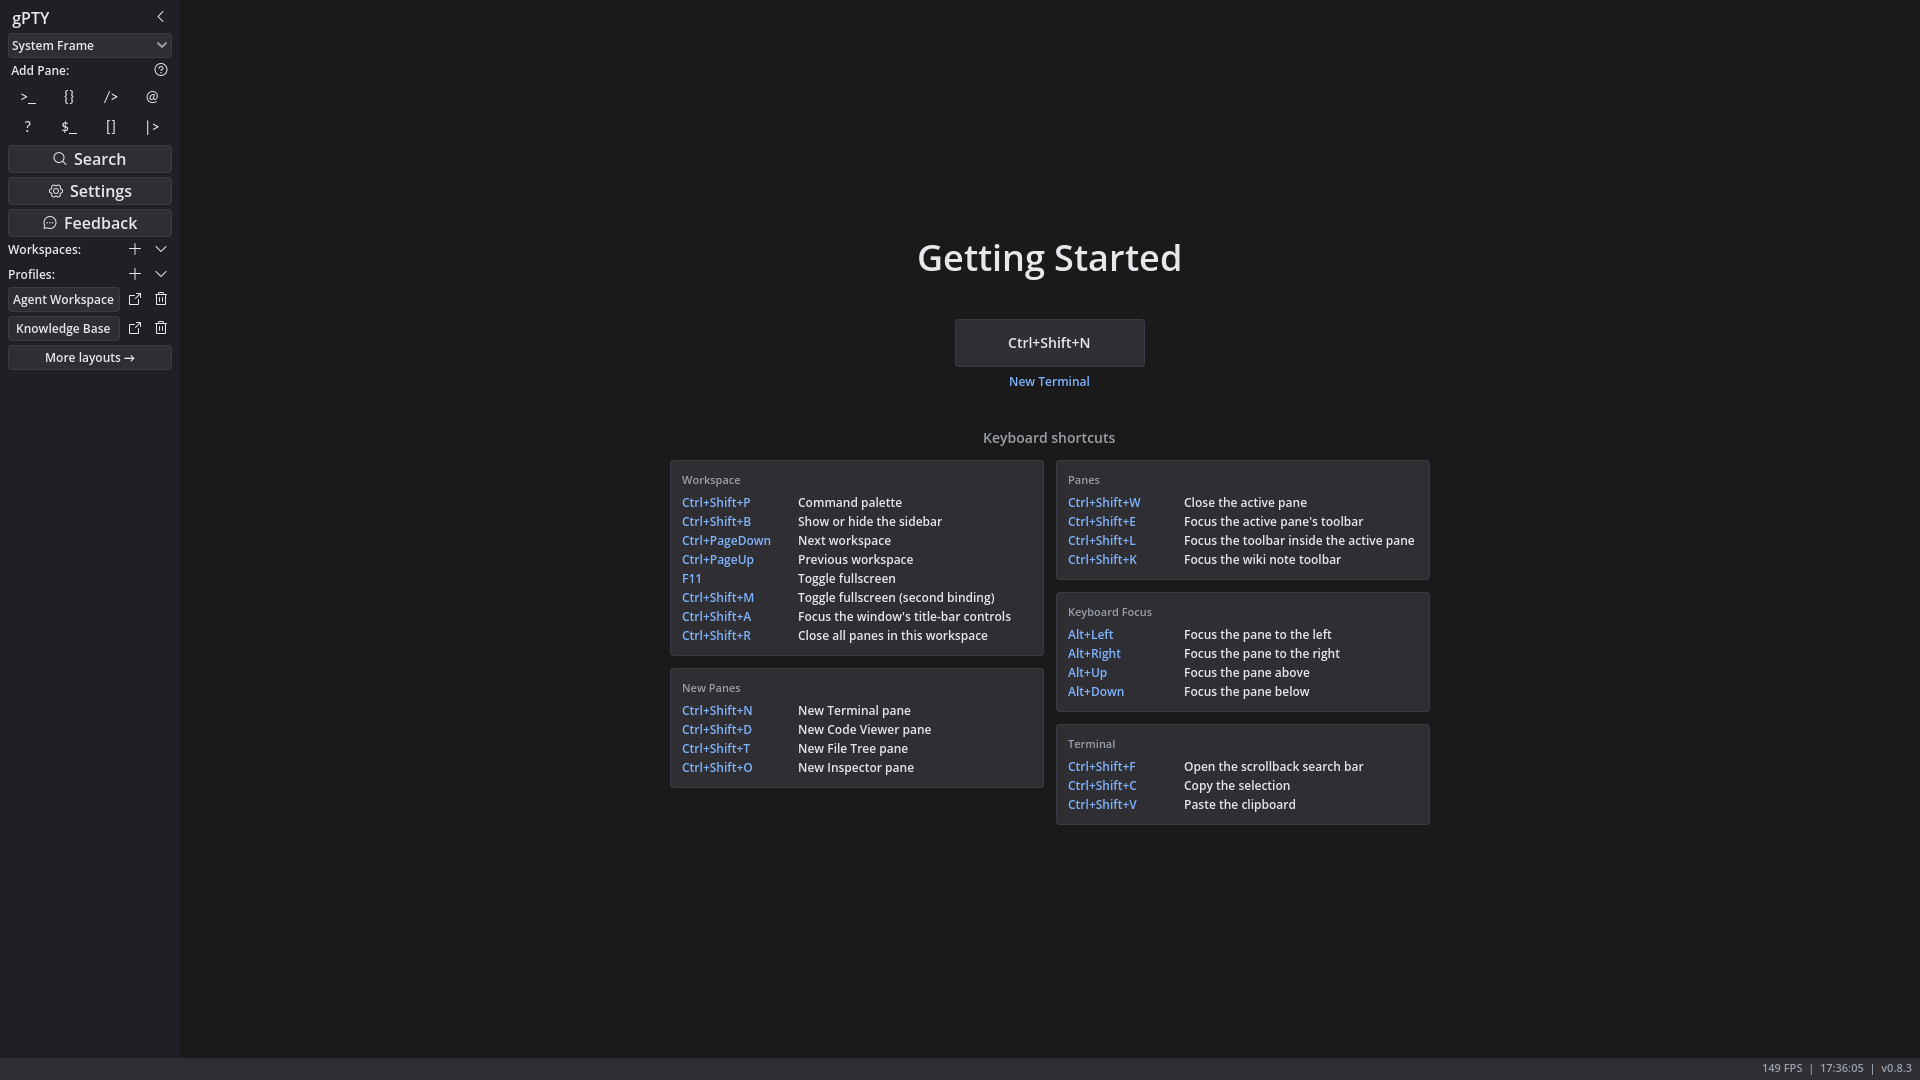 gPTY
System Frame
Add Pane:
>_ {} /> @
? $_ [] |>
Search
Settings
Feedback
Workspaces:
Profiles:
Agent Workspace
Knowledge Base
More layouts →
Getting Started
Ctrl+Shift+N
New Terminal
Keyboard shortcuts
Workspace
Ctrl+Shift+P Command palette
Ctrl+Shift+B Show or hide the sidebar
Ctrl+PageDown Next workspace
Ctrl+PageUp Previous workspace
F11 Toggle fullscreen
Ctrl+Shift+M Toggle fullscreen (second binding)
Ctrl+Shift+A Focus the window's title-bar controls
Ctrl+Shift+R Close all panes in this workspace
New Panes
Ctrl+Shift+N New Terminal pane
Ctrl+Shift+D New Code Viewer pane
Ctrl+Shift+T New File Tree pane
Ctrl+Shift+O New Inspector pane
Panes
Ctrl+Shift+W Close the active pane
Ctrl+Shift+E Focus the active pane's toolbar
Ctrl+Shift+L Focus the toolbar inside the active pane
Ctrl+Shift+K Focus the wiki note toolbar
Keyboard Focus
Alt+Left Focus the pane to the left
Alt+Right Focus the pane to the right
Alt+Up Focus the pane above
Alt+Down Focus the pane below
Terminal
Ctrl+Shift+F Open the scrollback search bar
Ctrl+Shift+C Copy the selection
Ctrl+Shift+V Paste the clipboard
149 FPS | 17:36:05 | v0.8.3